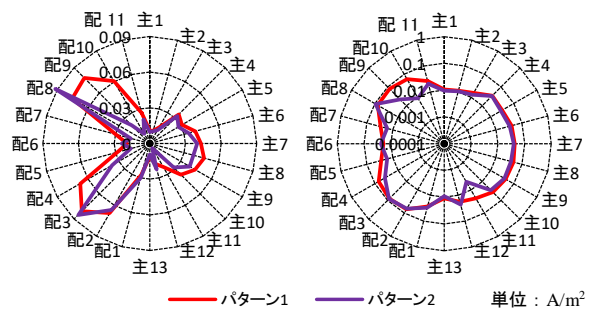 配 11
主1
主2
主3
主4
主5
主6
主7
主8
主9
主10
主11
主12
主13
配1
配2
配3
配4
配5
配6
配7
配8
配9
配10
0.09
0.06
0.03
0
配 11
主1
主2
主3
主4
主5
主6
主7
主8
主9
主10
主11
主12
主13
配1
配2
配3
配4
配5
配6
配7
配8
配9
配10
1
0.1
0.01
0.001
0.0001
パターン1 パターン2 単位：A/m²